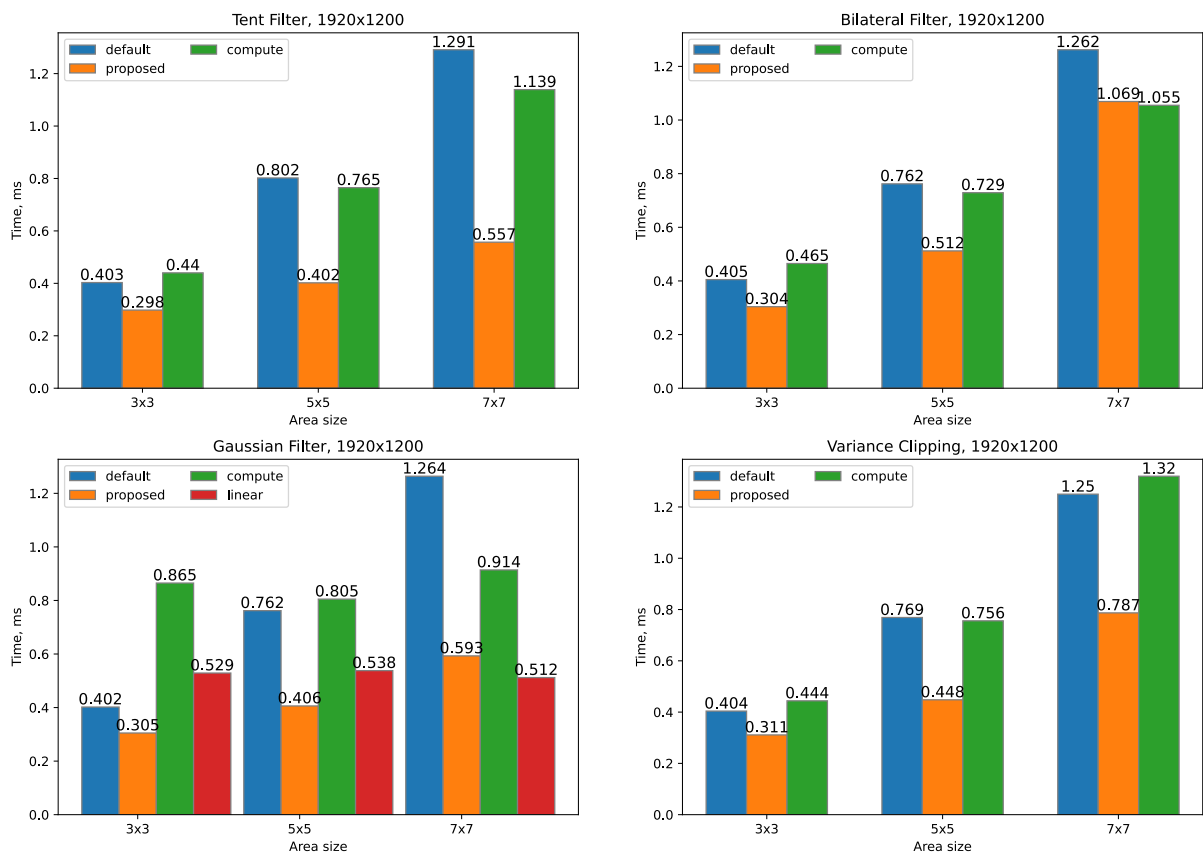 Tent Filter, 1920x1200
default
proposed
compute
Time, ms
0.0
0.2
0.4
0.6
0.8
1.0
1.2
0.403
0.298
0.44
0.802
0.402
0.765
1.291
0.557
1.139
3x3
5x5
7x7
Area size
Bilateral Filter, 1920x1200
default
proposed
compute
Time, ms
0.0
0.2
0.4
0.6
0.8
1.0
1.2
0.405
0.304
0.465
0.762
0.512
0.729
1.262
1.069
1.055
3x3
5x5
7x7
Area size
Gaussian Filter, 1920x1200
default
proposed
compute
linear
Time, ms
0.0
0.2
0.4
0.6
0.8
1.0
1.2
0.402
0.305
0.865
0.529
0.762
0.406
0.805
0.538
1.264
0.593
0.914
0.512
3x3
5x5
7x7
Area size
Variance Clipping, 1920x1200
default
proposed
compute
Time, ms
0.0
0.2
0.4
0.6
0.8
1.0
1.2
0.404
0.311
0.444
0.769
0.448
0.756
1.25
0.787
1.32
3x3
5x5
7x7
Area size